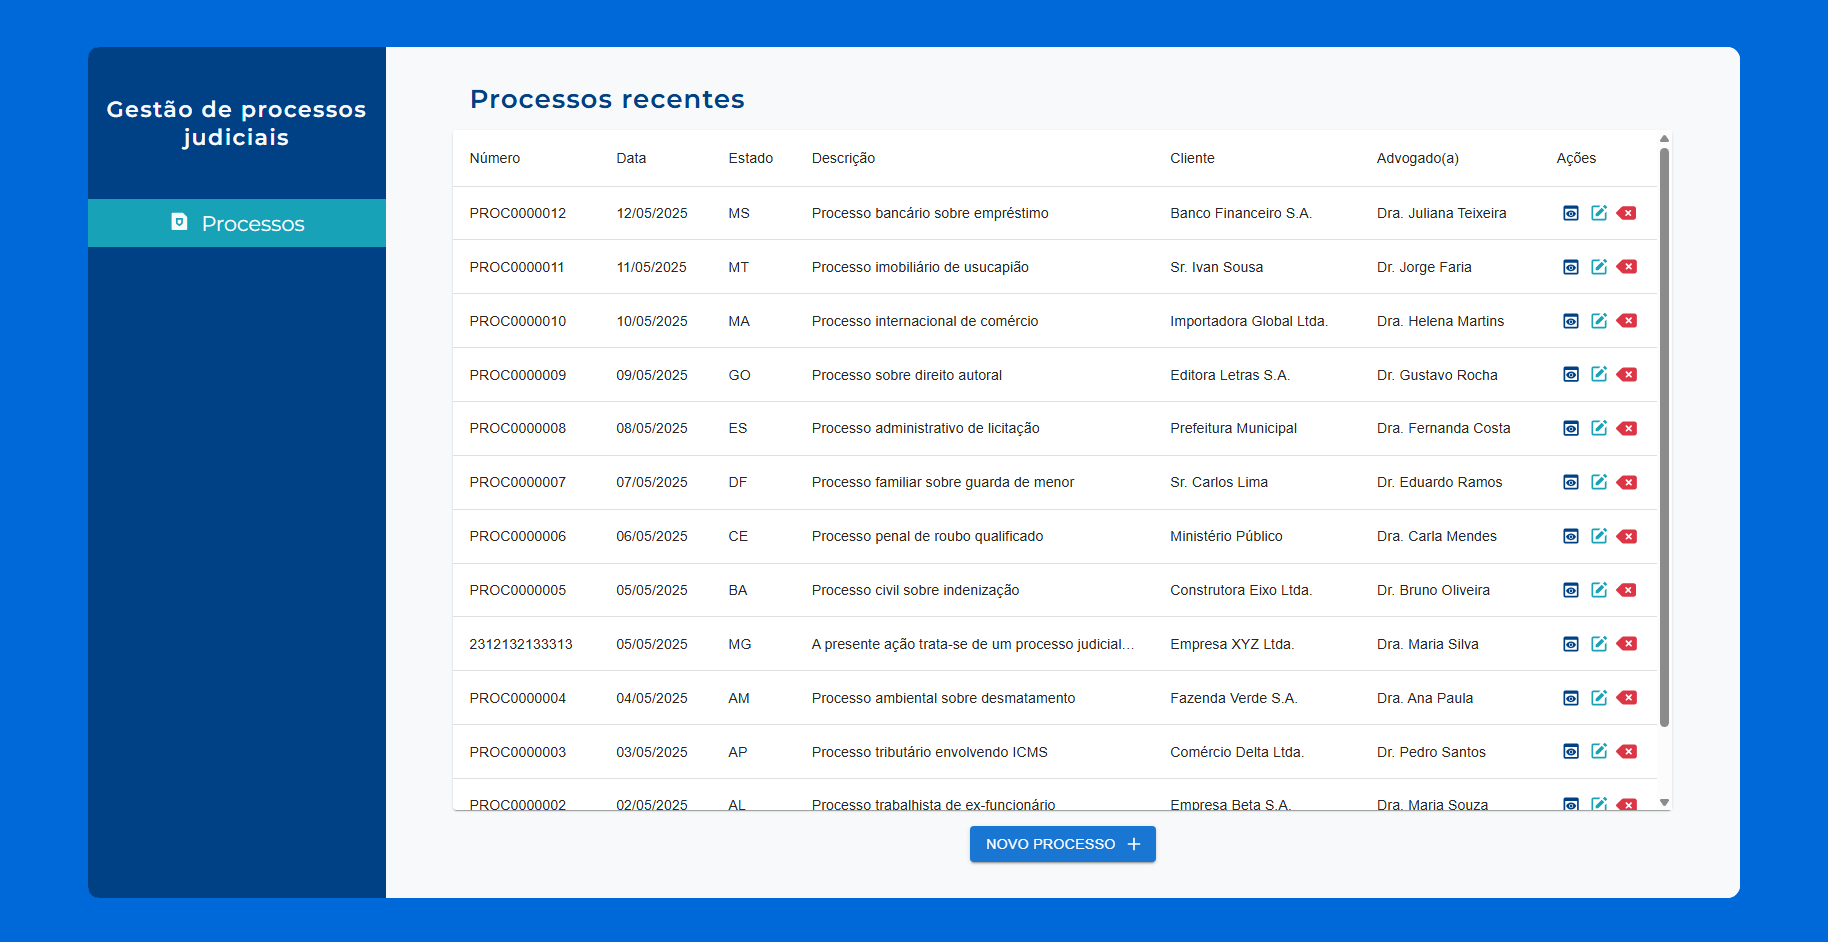 Gestão de processos
judiciais
Processos
Processos recentes
Número Data Estado Descrição Cliente Advogado(a) Ações
PROC0000012 12/05/2025 MS Processo bancário sobre empréstimo Banco Financeiro S.A. Dra. Juliana Teixeira
PROC0000011 11/05/2025 MT Processo imobiliário de usucapião Sr. Ivan Sousa Dr. Jorge Faria
PROC0000010 10/05/2025 MA Processo internacional de comércio Importadora Global Ltda. Dra. Helena Martins
PROC0000009 09/05/2025 GO Processo sobre direito autoral Editora Letras S.A. Dr. Gustavo Rocha
PROC0000008 08/05/2025 ES Processo administrativo de licitação Prefeitura Municipal Dra. Fernanda Costa
PROC0000007 07/05/2025 DF Processo familiar sobre guarda de menor Sr. Carlos Lima Dr. Eduardo Ramos
PROC0000006 06/05/2025 CE Processo penal de roubo qualificado Ministério Público Dra. Carla Mendes
PROC0000005 05/05/2025 BA Processo civil sobre indenização Construtora Eixo Ltda. Dr. Bruno Oliveira
2312132133313 05/05/2025 MG A presente ação trata-se de um processo judicial... Empresa XYZ Ltda. Dra. Maria Silva
PROC0000004 04/05/2025 AM Processo ambiental sobre desmatamento Fazenda Verde S.A. Dra. Ana Paula
PROC0000003 03/05/2025 AP Processo tributário envolvendo ICMS Comércio Delta Ltda. Dr. Pedro Santos
PROC0000002 02/05/2025 AL Processo trabalhista de ex-funcionário Empresa Beta S.A. Dra. Maria Souza
NOVO PROCESSO